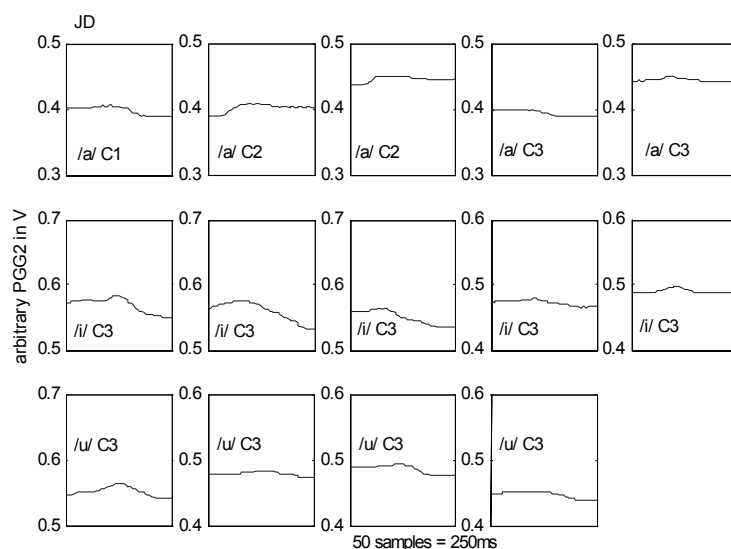 JD
arbitrary PGG2 in V
0.5 0.5 0.5 0.5 0.5
0.4 0.4 0.4 0.4 0.4
/a/ C1 /a/ C2 /a/ C2 /a/ C3 /a/ C3
0.3 0.3 0.3 0.3 0.3
0.7 0.7 0.7 0.6 0.6
0.6 0.6 0.6 0.5 0.5
/i/ C3 /i/ C3 /i/ C3 /i/ C3 /i/ C3
0.5 0.5 0.5 0.4 0.4
0.7 0.6 0.6 0.6
/u/ C3 /u/ C3 /u/ C3 /u/ C3
0.6 0.5 0.5 0.5
0.5 0.4 0.4 0.4
50 samples = 250ms